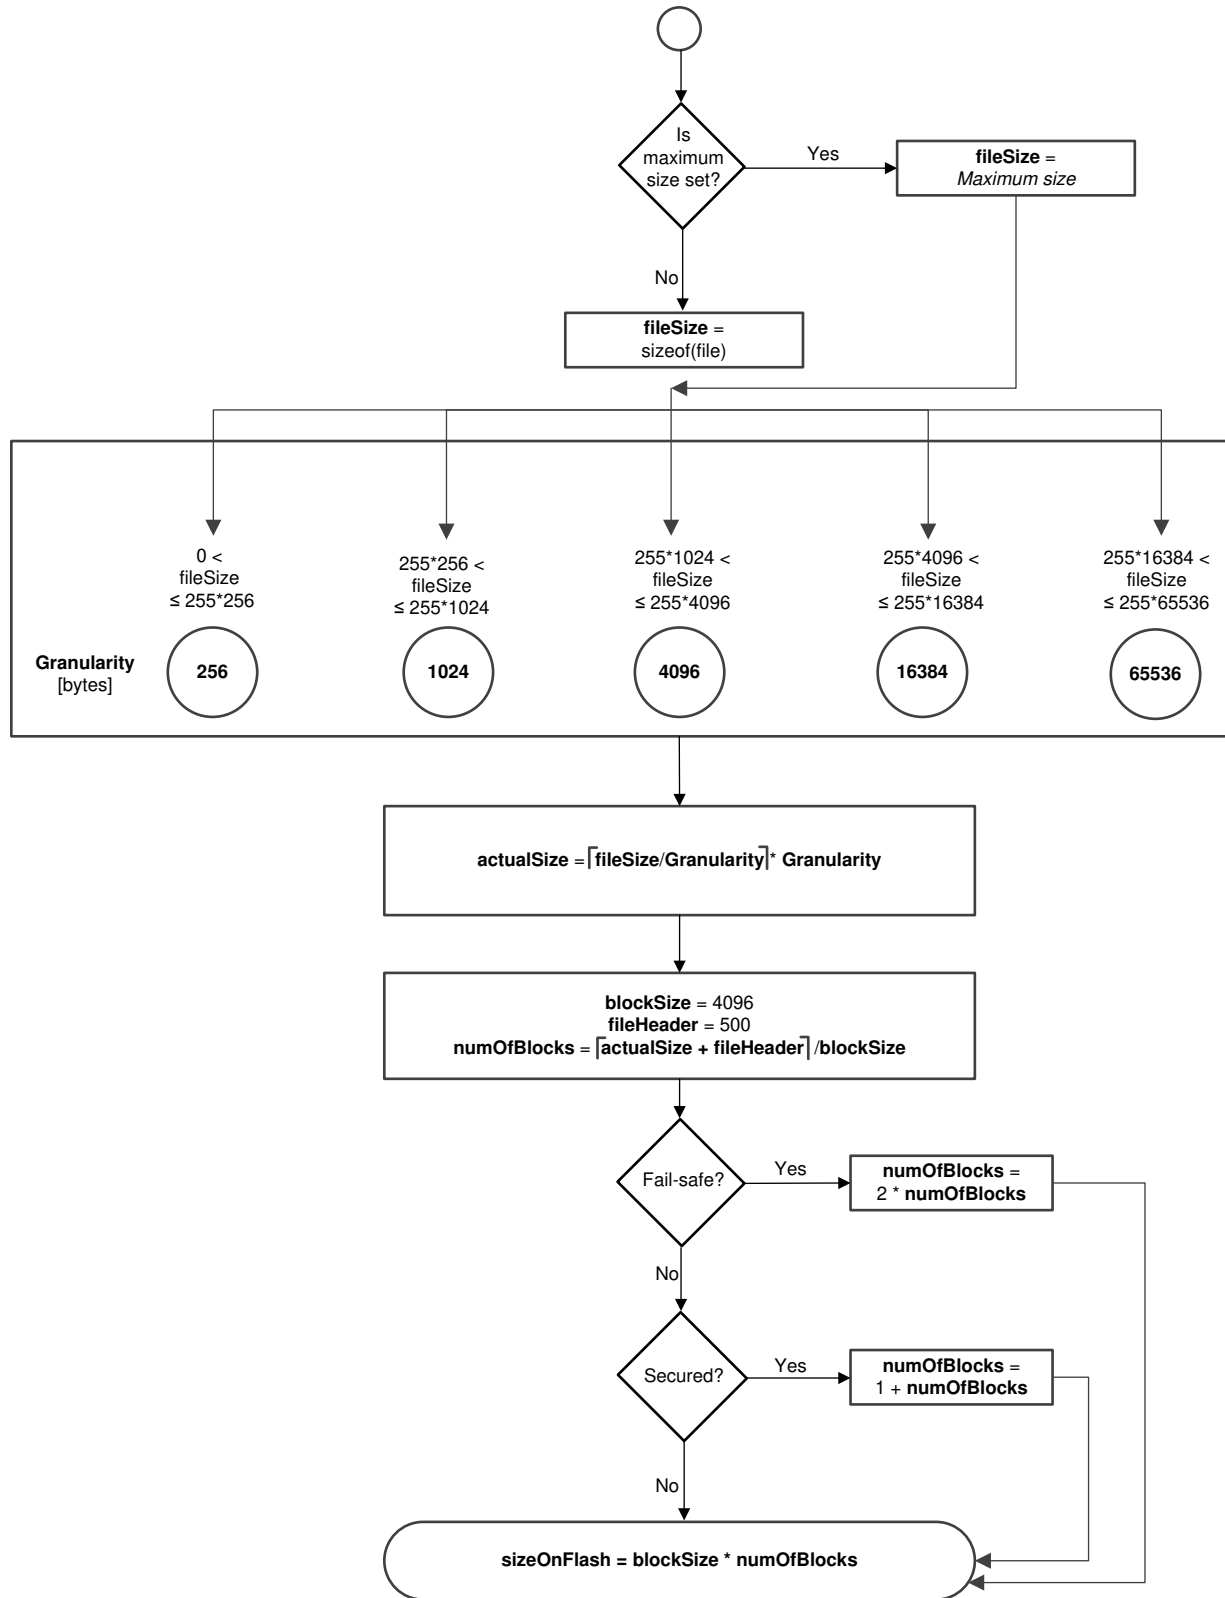 Is
maximum
size set?
Yes
fileSize =
Maximum size
No
fileSize =
sizeof(file)
0 <
fileSize
≤ 255*256
255*256 <
fileSize
≤ 255*1024
255*1024 <
fileSize
≤ 255*4096
255*4096 <
fileSize
≤ 255*16384
255*16384 <
fileSize
≤ 255*65536
Granularity
[bytes]
256
1024
4096
16384
65536
actualSize = ⌈fileSize/Granularity⌉* Granularity
blockSize = 4096
fileHeader = 500
numOfBlocks = ⌈actualSize + fileHeader⌉ /blockSize
Fail-safe?
Yes
numOfBlocks =
2 * numOfBlocks
No
Secured?
Yes
numOfBlocks =
1 + numOfBlocks
No
sizeOnFlash = blockSize * numOfBlocks